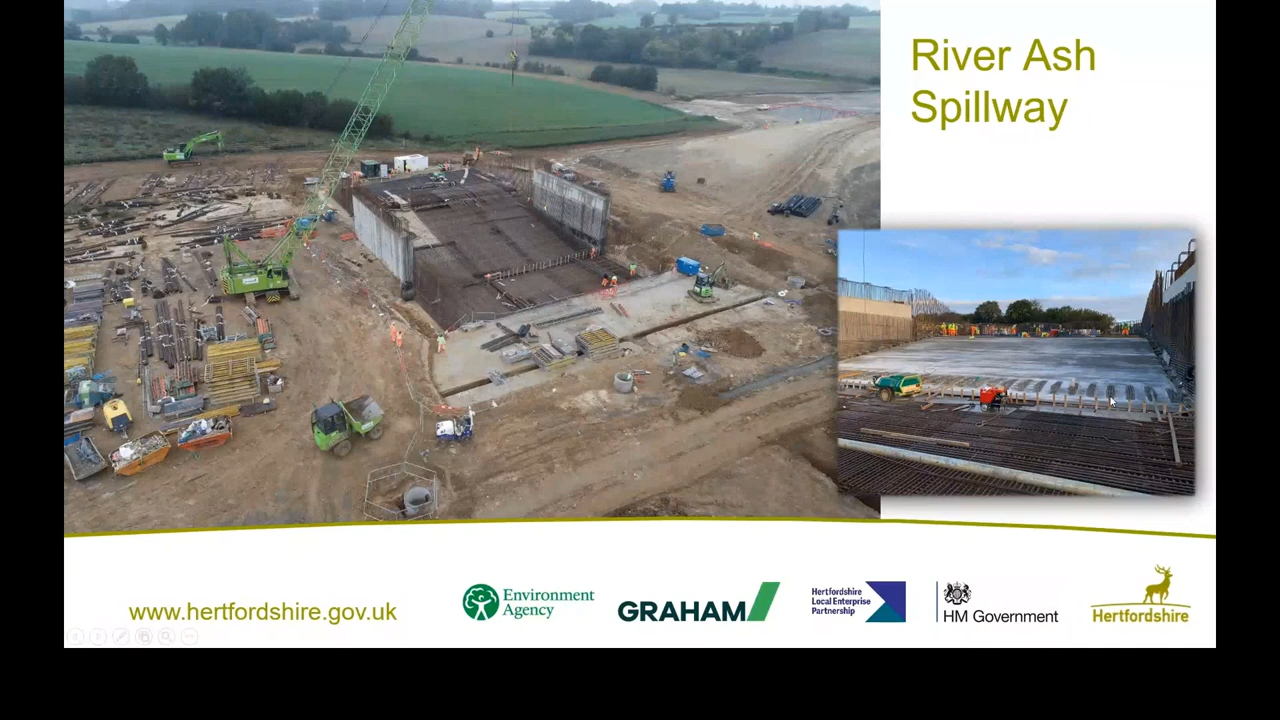 River Ash
Spillway
www.hertfordshire.gov.uk
Environment
Agency
GRAHAM
Hertfordshire
Local Enterprise
Partnership
HM Government
Hertfordshire